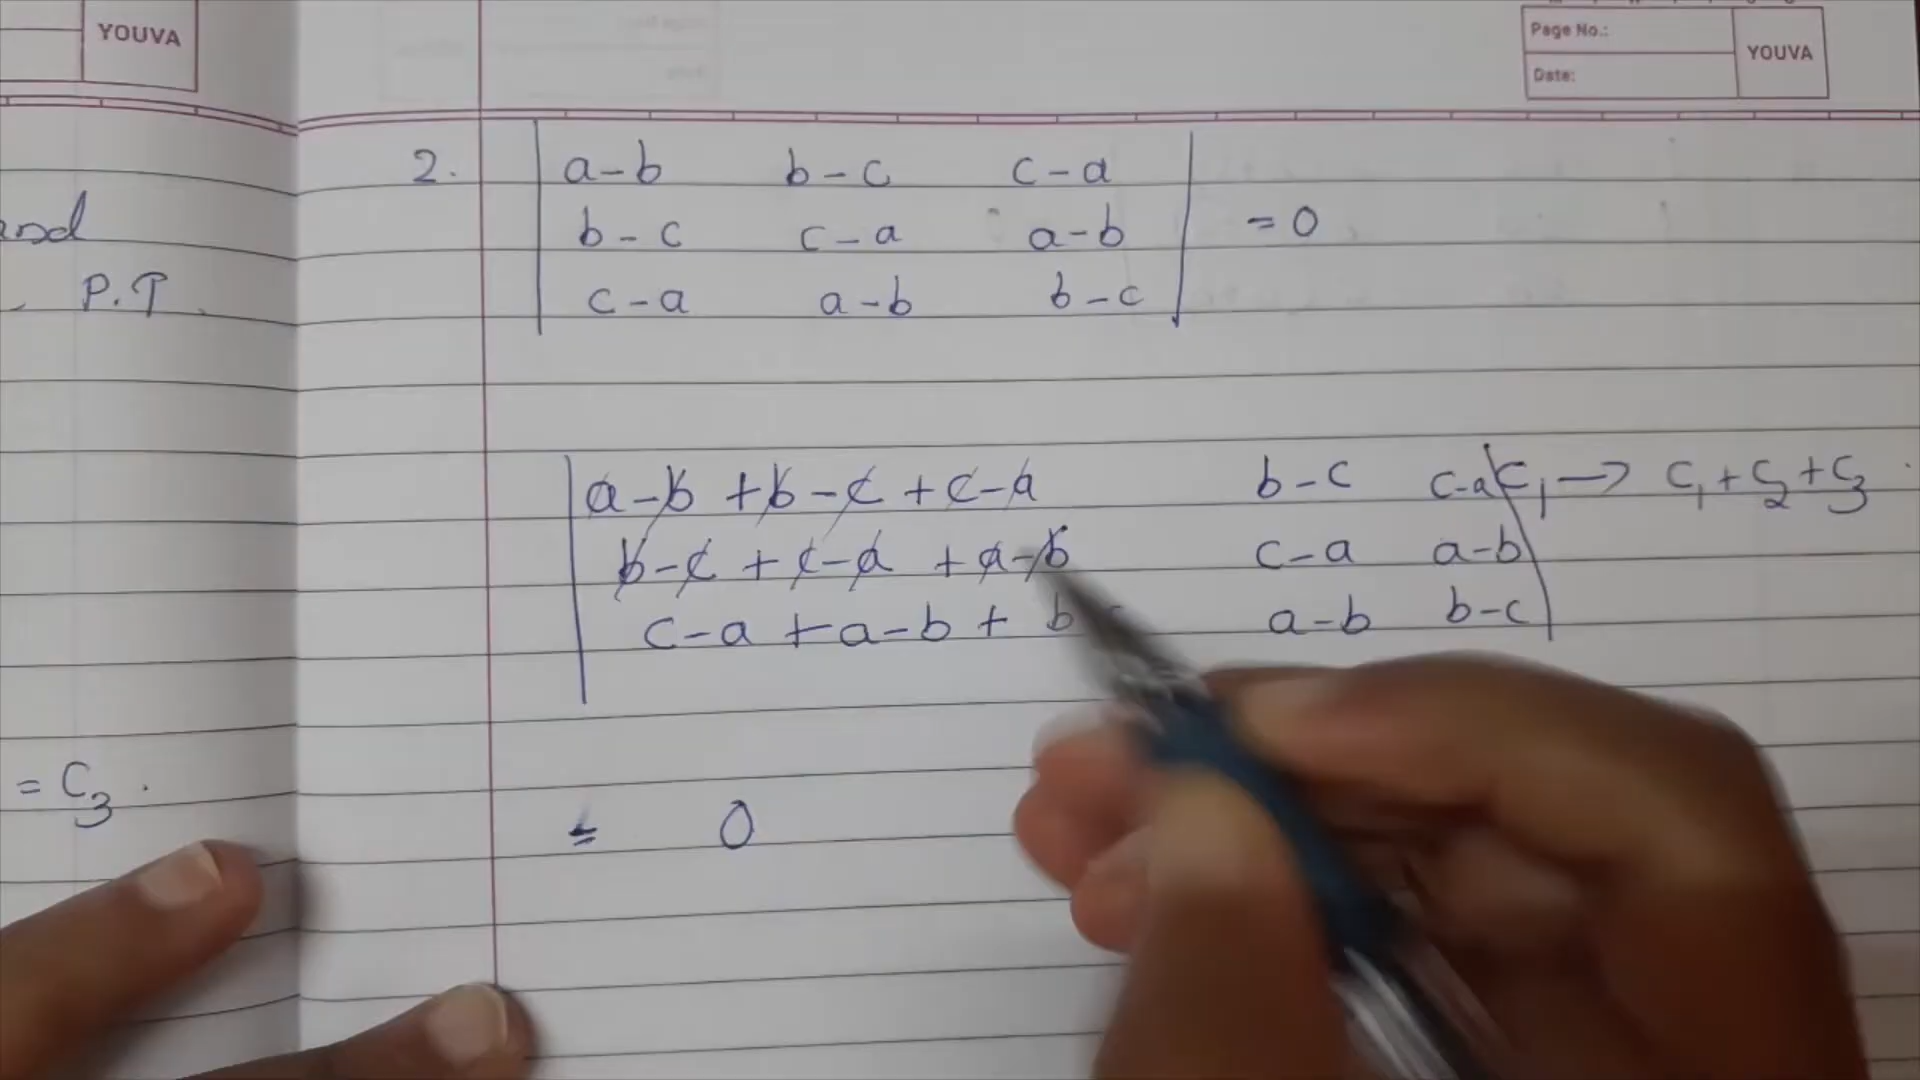 YOUVA
Page No.:
Date:
YOUVA
P.T.
= C₃.
2. | a-b b-c c-a |
| b-c c-a a-b | = 0
| c-a a-b b-c |
| a-b+b-c+c-a b-c c-a | C₁ → C₁+C₂+C₃
| b-c+c-a+a-b c-a a-b |
| c-a+a-b+b a-b b-c |
= 0